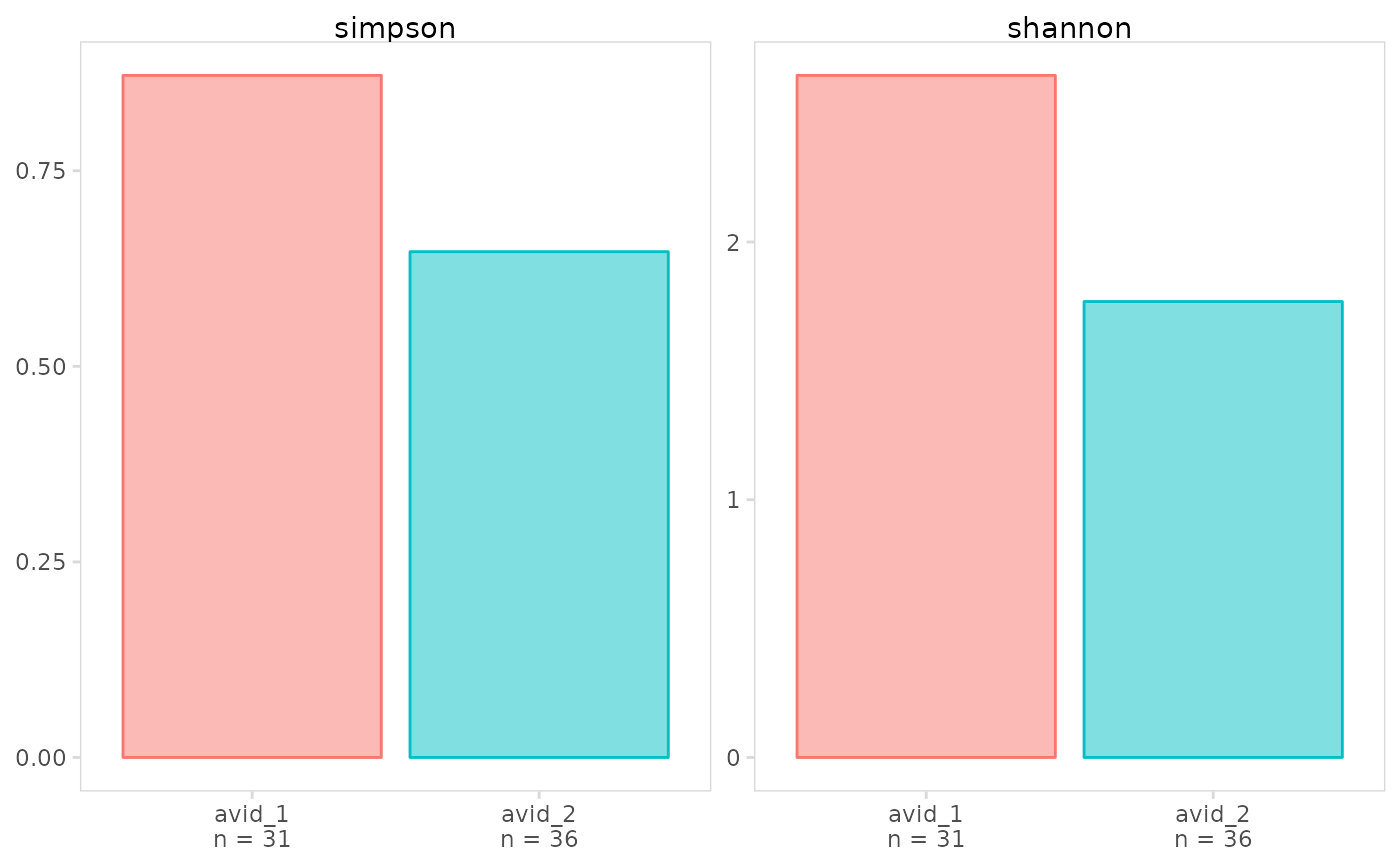 simpson
0.75
0.50
0.25
0.00
avid_1
n = 31
avid_2
n = 36
shannon
2
1
0
avid_1
n = 31
avid_2
n = 36